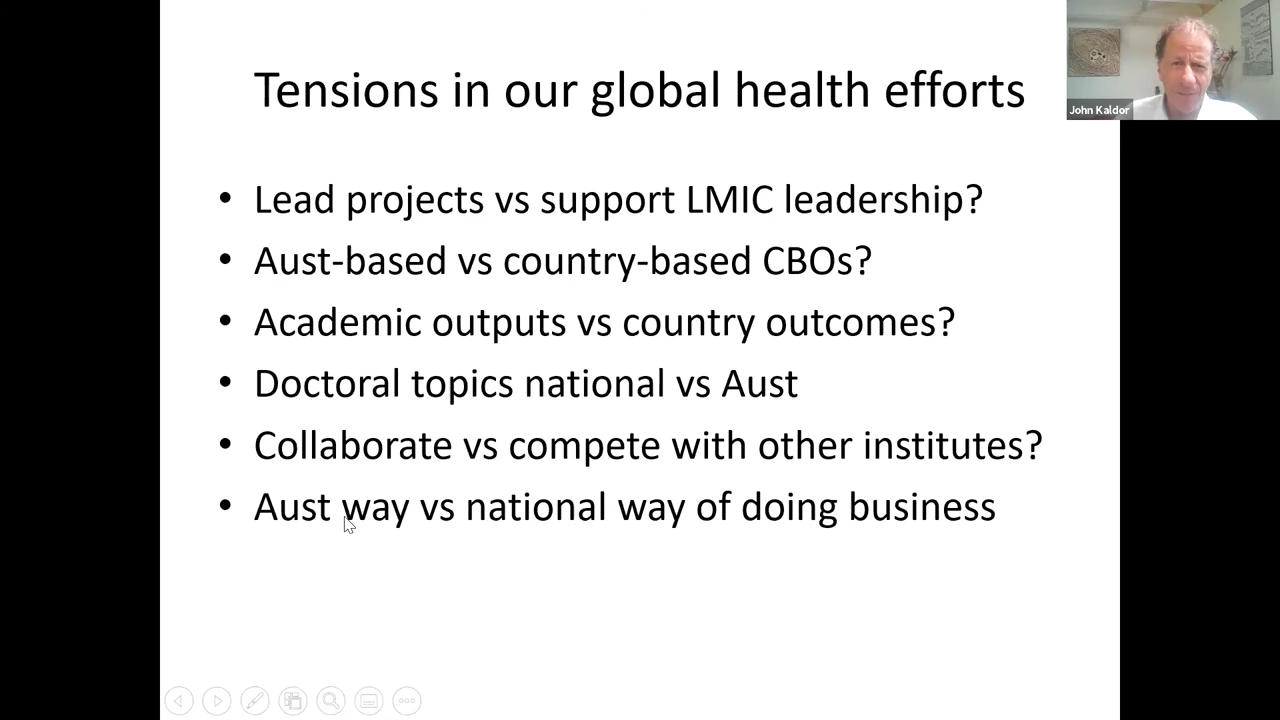 Tensions in our global health efforts
John Kaldor
• Lead projects vs support LMIC leadership?
• Aust-based vs country-based CBOs?
• Academic outputs vs country outcomes?
• Doctoral topics national vs Aust
• Collaborate vs compete with other institutes?
• Aust way vs national way of doing business